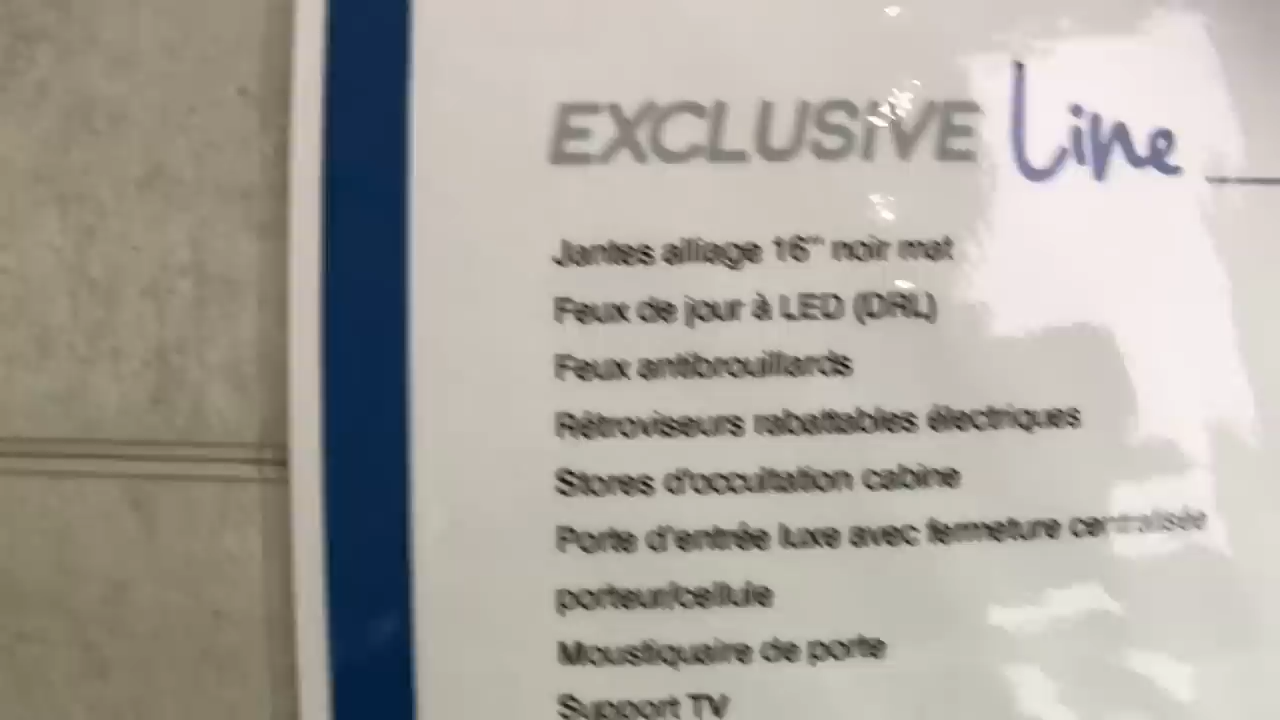 EXCLUSIVE Line
Jantes alliage 16" noir mat
Feux de jour à LED (DRL)
Feux antibrouillards
Rétroviseurs rabattables électriques
Stores d'occultation cabine
Porte d'entrée luxe avec fermeture centralisée
porteur/cellule
Moustiquaire de porte
Support TV